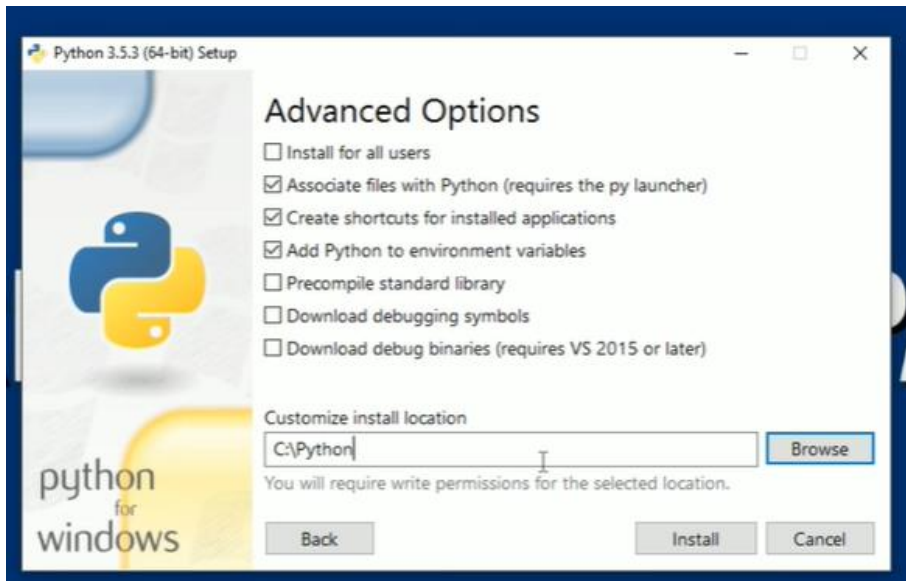 Python 3.5.3 (64-bit) Setup
Advanced Options
Install for all users
Associate files with Python (requires the py launcher)
Create shortcuts for installed applications
Add Python to environment variables
Precompile standard library
Download debugging symbols
Download debug binaries (requires VS 2015 or later)
Customize install location
C:\Python
Browse
You will require write permissions for the selected location.
python
for
windows
Back
Install
Cancel